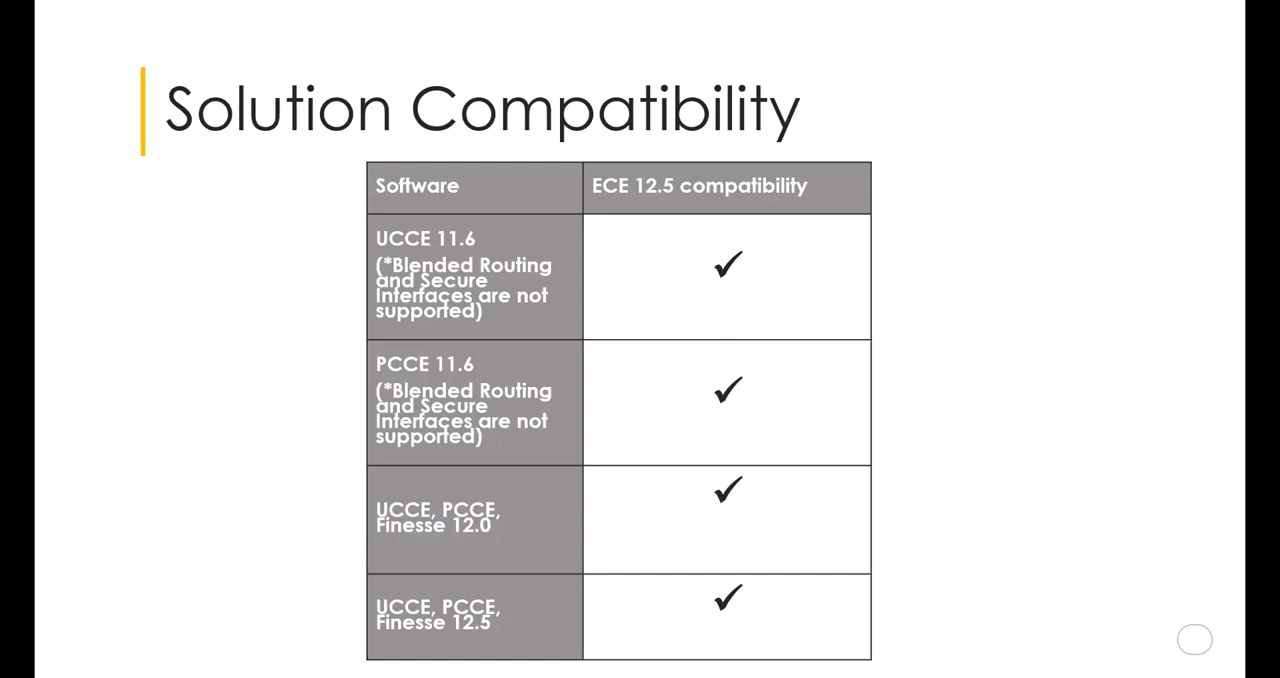 Solution Compatibility
Software
ECE 12.5 compatibility
UCCE 11.6
(*Blended Routing
and Secure
Interfaces are not
supported)
✓
PCCE 11.6
(*Blended Routing
and Secure
Interfaces are not
supported)
✓
UCCE, PCCE,
Finesse 12.0
✓
UCCE, PCCE,
Finesse 12.5
✓